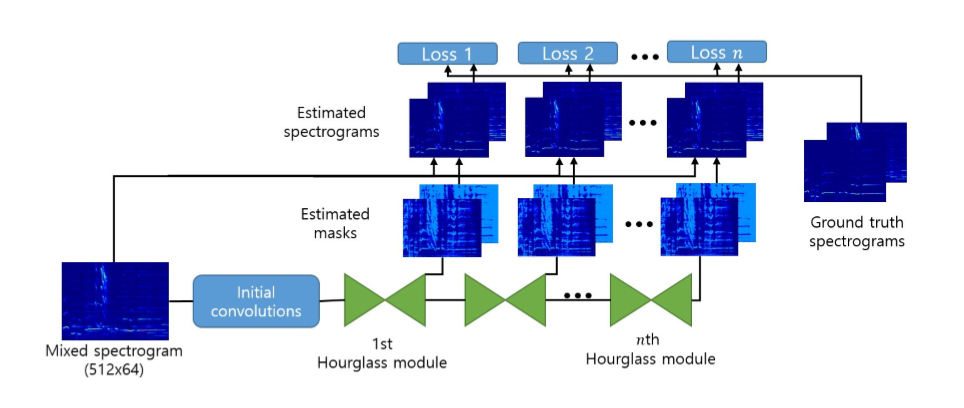 Loss 1
Loss 2
Loss n
Estimated
spectrograms
Estimated
masks
Ground truth
spectrograms
Initial
convolutions
Mixed spectrogram
(512x64)
1st
Hourglass module
nth
Hourglass module